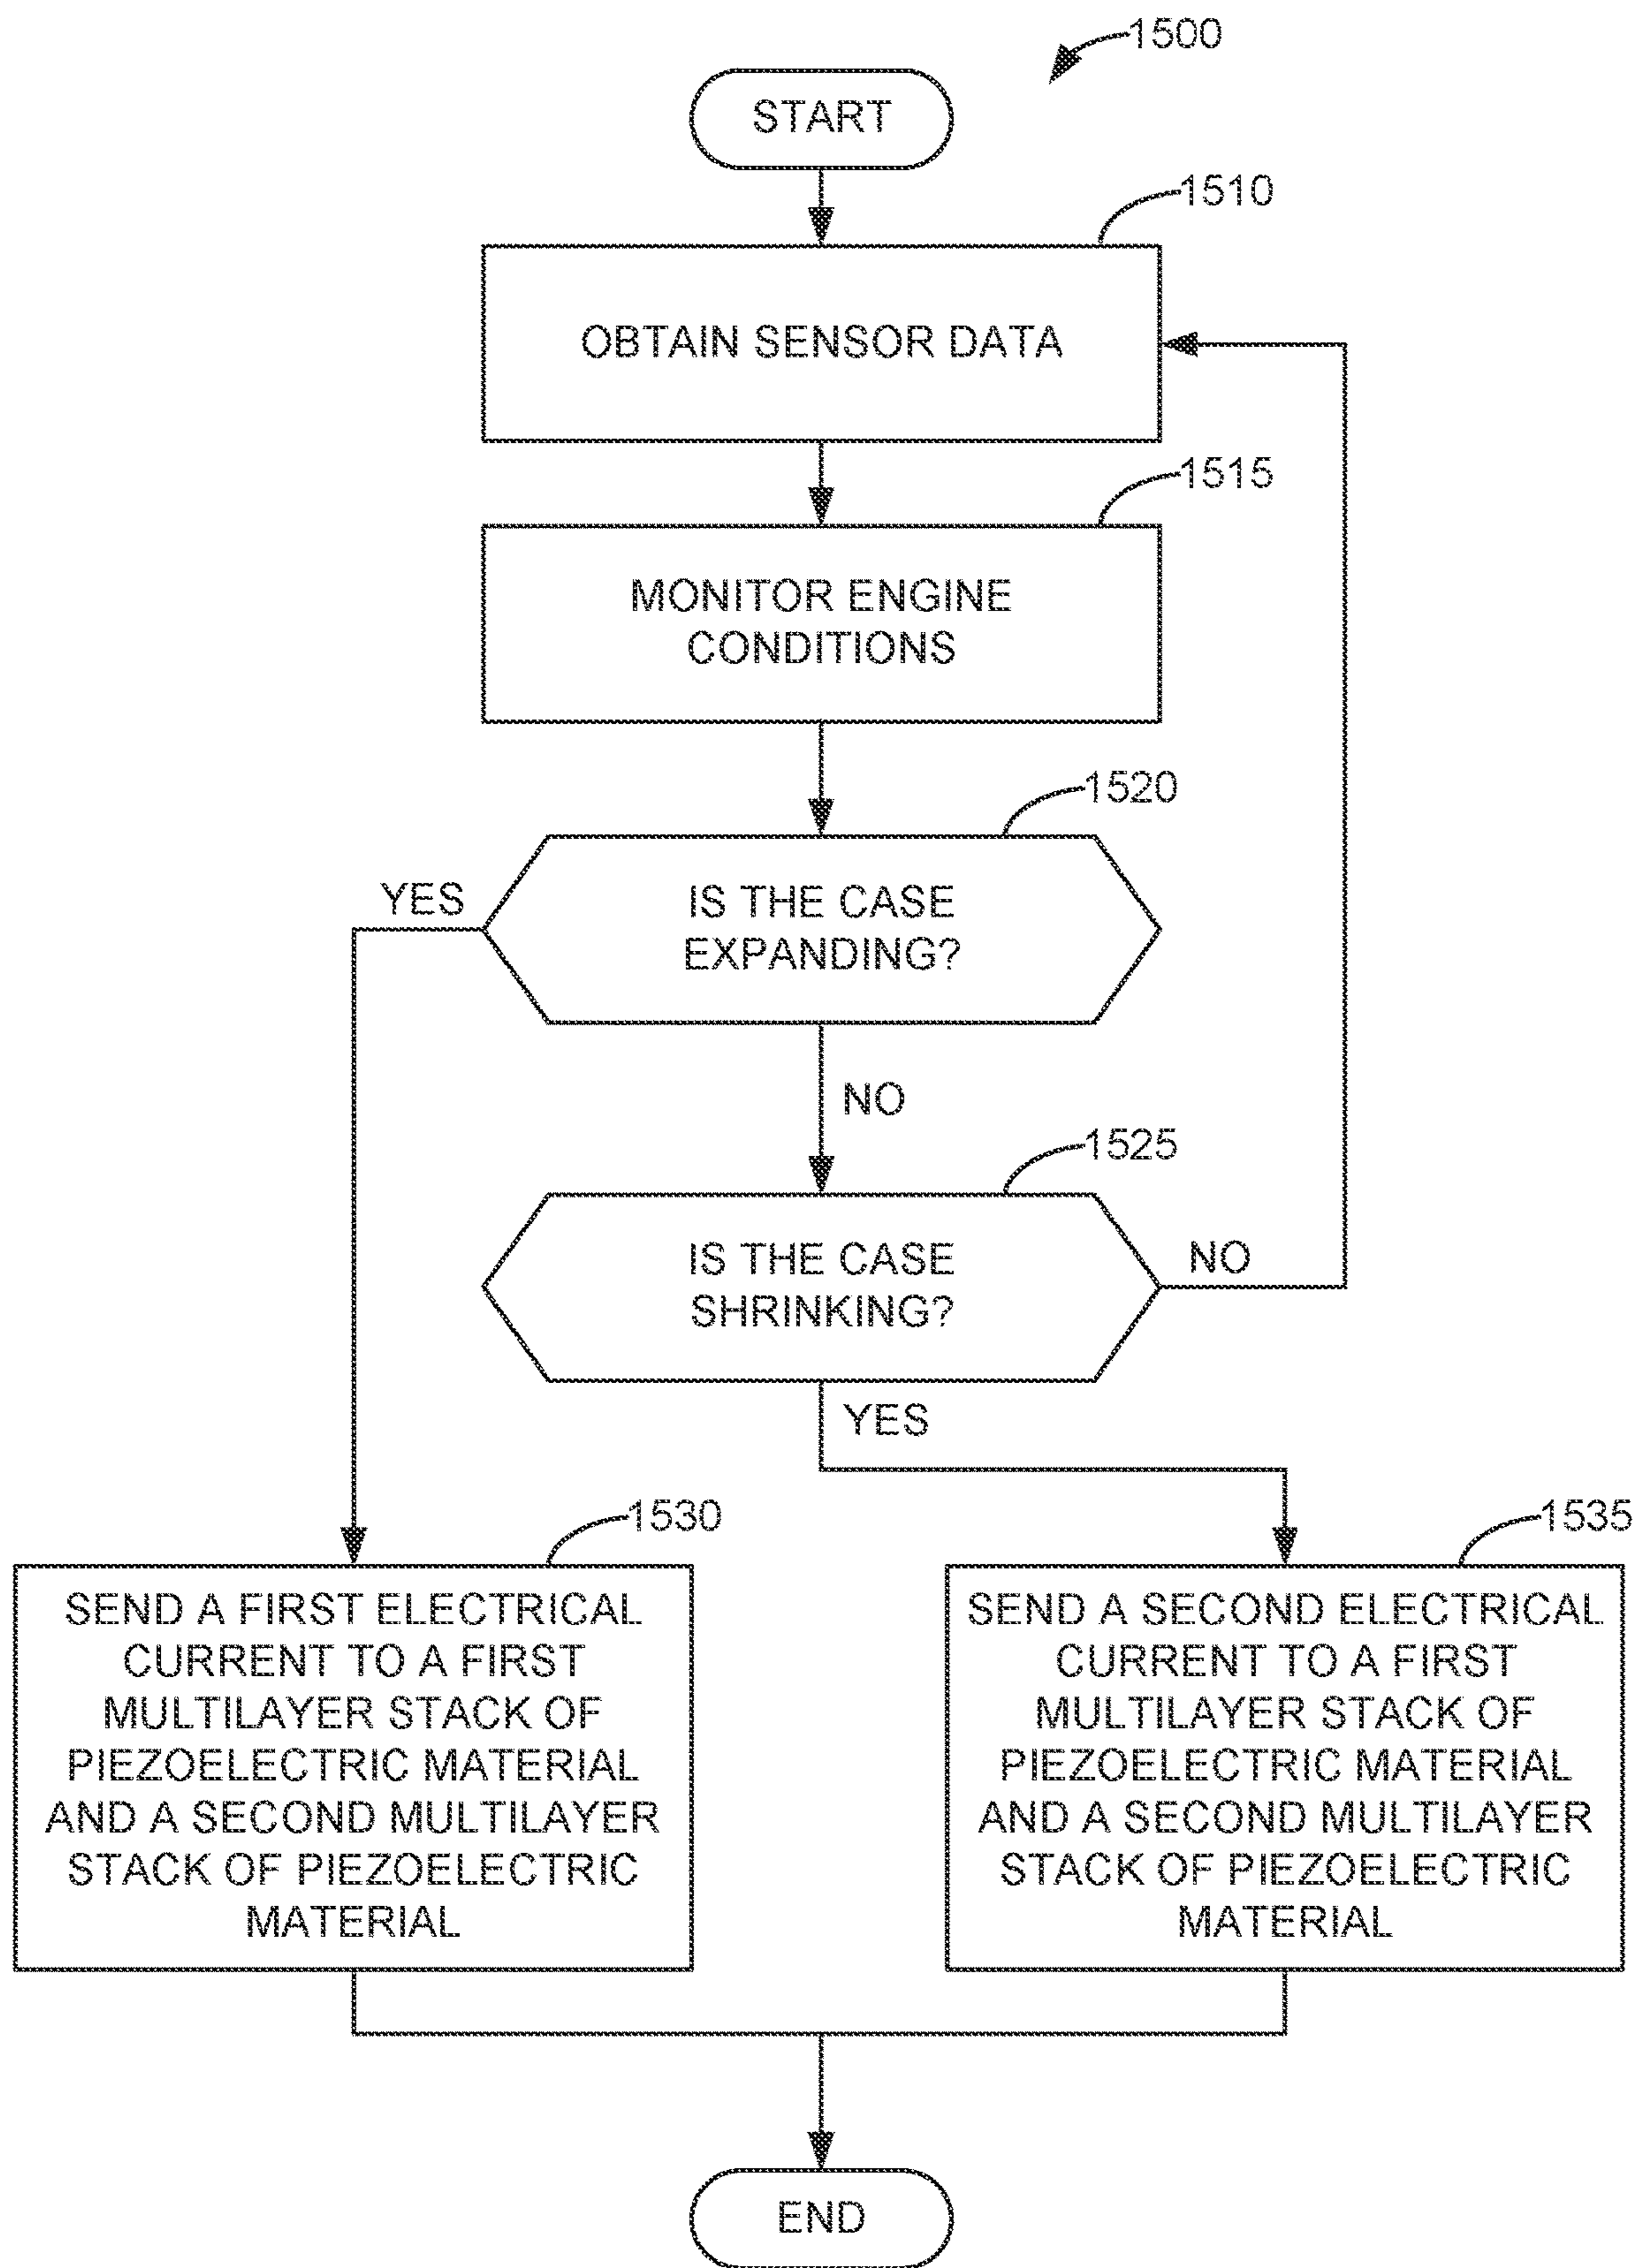 1500
START
1510
OBTAIN SENSOR DATA
1515
MONITOR ENGINE
CONDITIONS
1520
YES
IS THE CASE
EXPANDING?
NO
1525
IS THE CASE
SHRINKING?
NO
YES
1530
SEND A FIRST ELECTRICAL
CURRENT TO A FIRST
MULTILAYER STACK OF
PIEZOELECTRIC MATERIAL
AND A SECOND MULTILAYER
STACK OF PIEZOELECTRIC
MATERIAL
1535
SEND A SECOND ELECTRICAL
CURRENT TO A FIRST
MULTILAYER STACK OF
PIEZOELECTRIC MATERIAL
AND A SECOND MULTILAYER
STACK OF PIEZOELECTRIC
MATERIAL
END